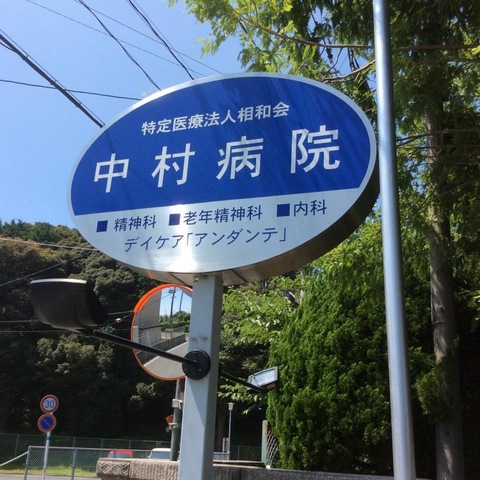 特定医療法人相和会
中村病院
■精神科 ■老年精神科 ■内科
デイケア「アンダンテ」
30